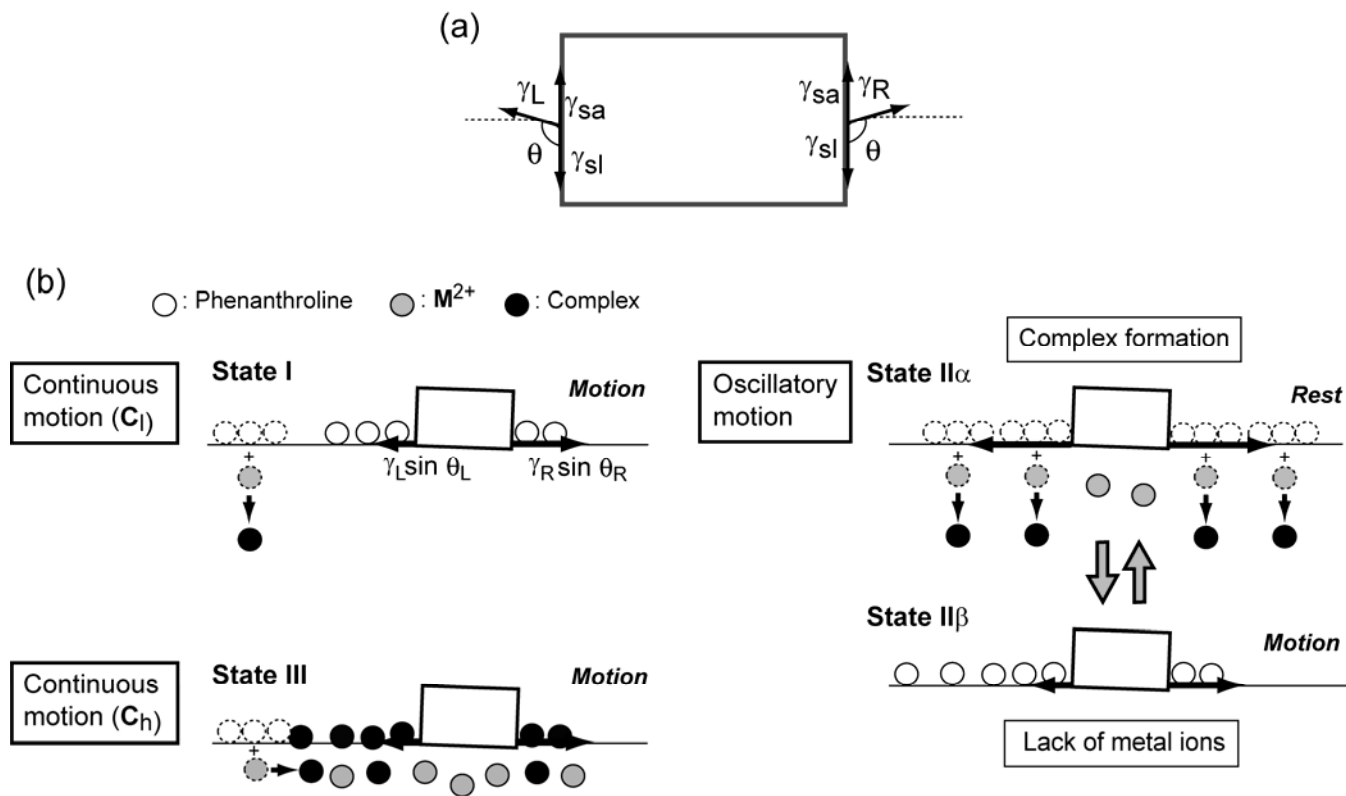 (a)
γL γsa γsa γR
θ γsl γsl θ
(b)
: Phenanthroline : M2+ : Complex
Continuous
motion (Cl)
State I
Motion
+
γL sin θL γR sin θR
Oscillatory
motion
Complex formation
State IIα
Rest
+ + + +
State IIβ
Motion
Lack of metal ions
Continuous
motion (Ch)
State III
Motion
+